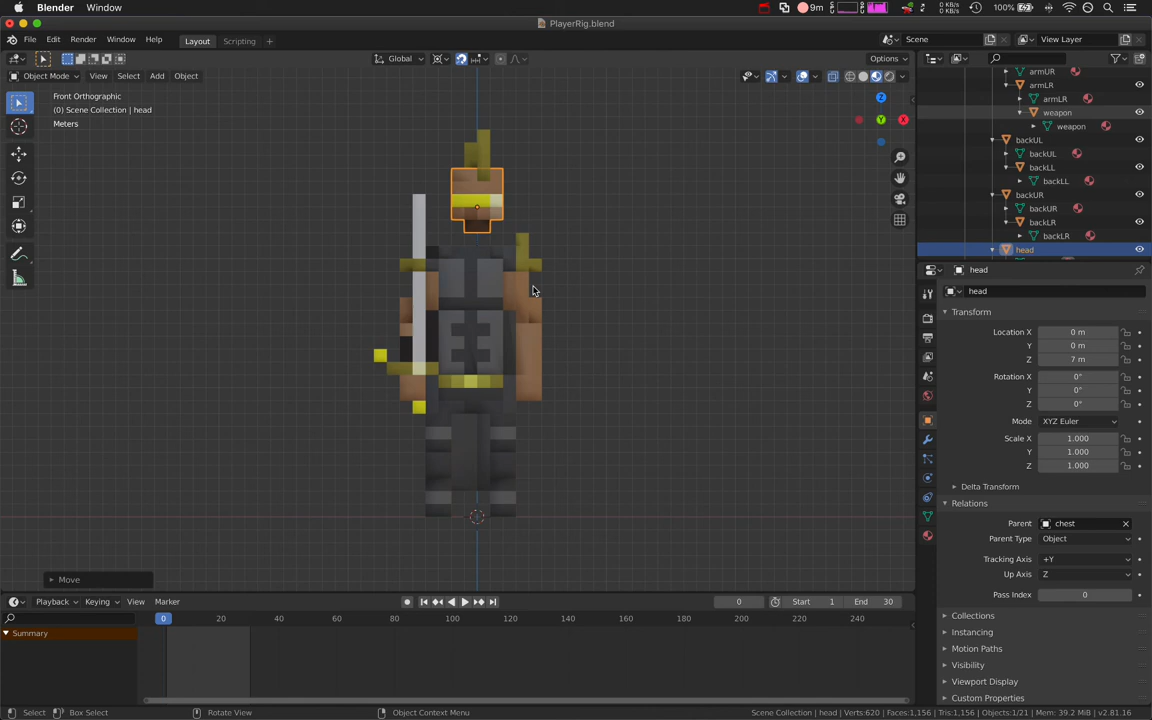 Blender Window 9m 0 KB/s 0 KB/s 100%
PlayerRig.blend
File Edit Render Window Help Layout Scripting + Scene View Layer
Global Options
Object Mode View Select Add Object
Front Orthographic
(0) Scene Collection | head
Meters
Z
Y
X
armUR
armLR
armLR
weapon
weapon
backUL
backUL
backLL
backLL
backUR
backUR
backLR
backLR
head
head
head
Transform
Location X 0 m
Y 0 m
Z 7 m
Rotation X 0°
Y 0°
Z 0°
Mode XYZ Euler
Scale X 1.000
Y 1.000
Z 1.000
Delta Transform
Relations
Parent chest
Parent Type Object
Tracking Axis +Y
Up Axis Z
Pass Index 0
Collections
Instancing
Motion Paths
Visibility
Viewport Display
Custom Properties
Move
Playback Keying View Marker 0 Start 1 End 30
0 20 40 60 80 100 120 140 160 180 200 220 240
Summary
Select Box Select Rotate View Object Context Menu Scene Collection | head | Verts:620 | Faces:1,156 | Tris:1,156 | Objects:1/21 | Mem: 39.2 MiB | v2.81.16